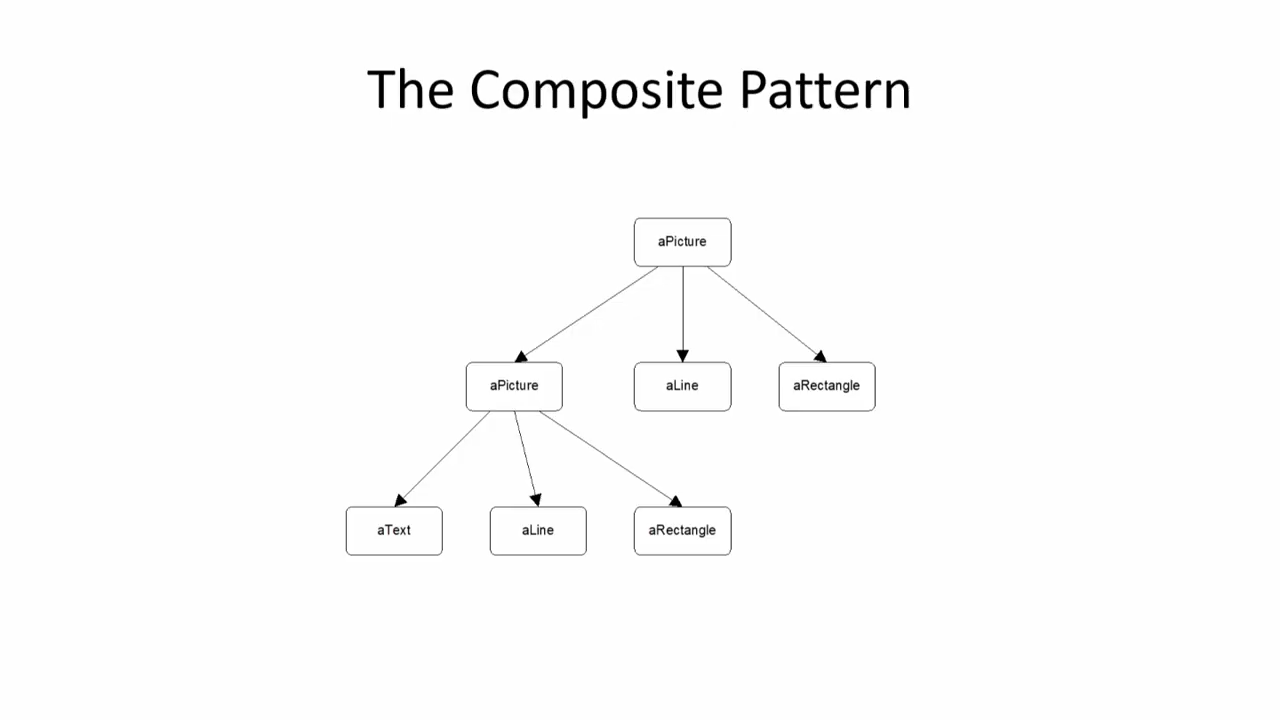 The Composite Pattern
aPicture
aPicture
aLine
aRectangle
aText
aLine
aRectangle